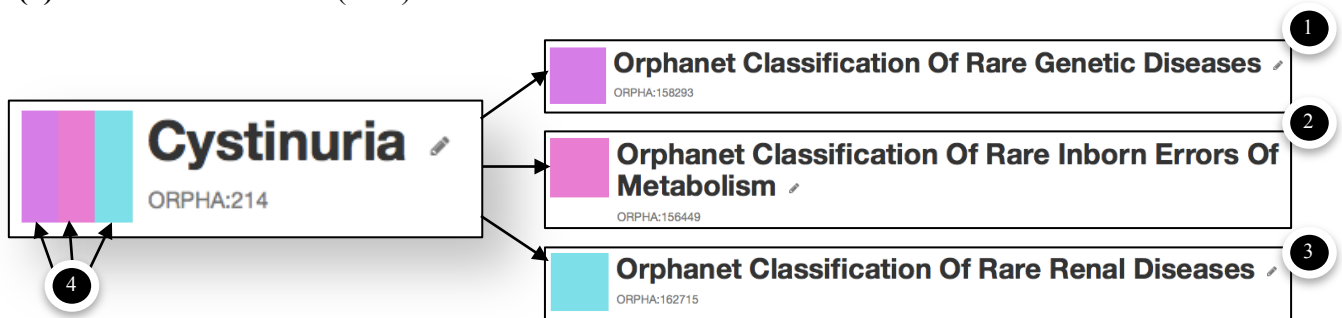 1
Orphanet Classification Of Rare Genetic Diseases
ORPHA:158293
2
Cystinuria
ORPHA:214
Orphanet Classification Of Rare Inborn Errors Of
Metabolism
ORPHA:156449
3
Orphanet Classification Of Rare Renal Diseases
ORPHA:162715
4